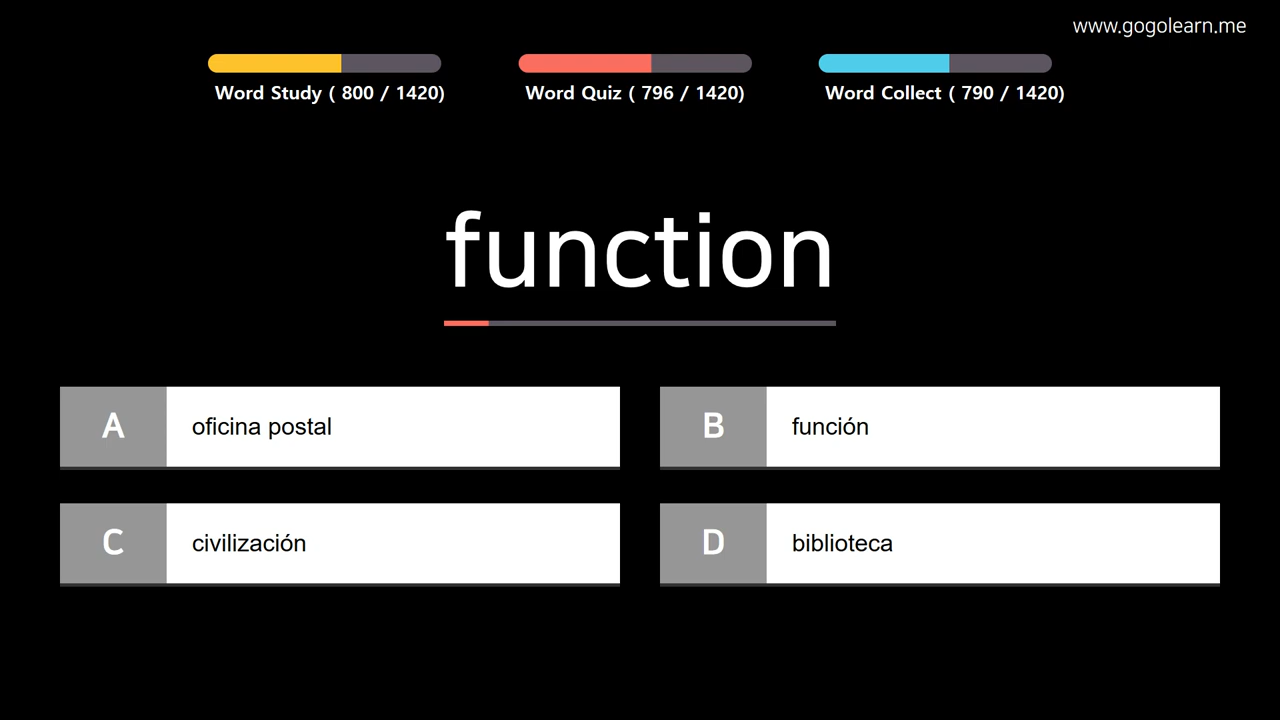 www.gogolearn.me
Word Study ( 800 / 1420)
Word Quiz ( 796 / 1420)
Word Collect ( 790 / 1420)
function
A
oficina postal
B
función
C
civilización
D
biblioteca